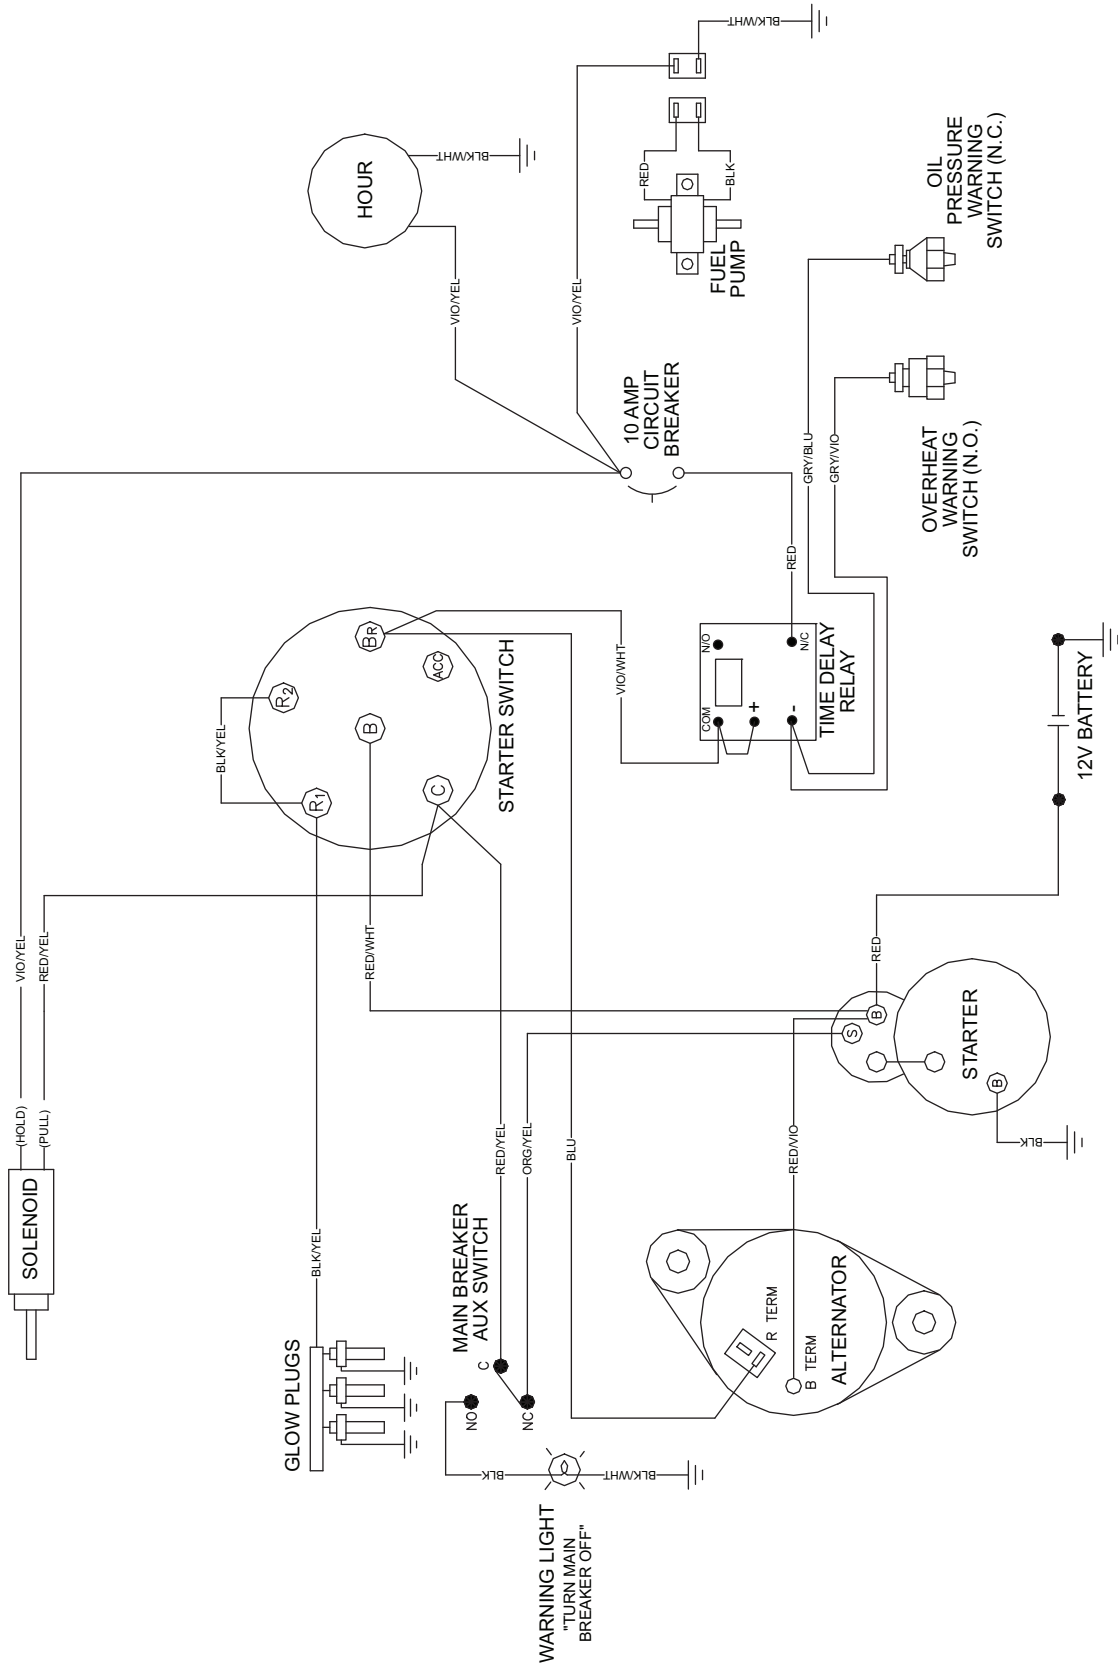 SOLENOID
(HOLD)
(PULL)
VIO/YEL
RED/YEL
GLOW PLUGS
BLK/YEL
BLK/YEL
R1
R2
B
BR
ACC
C
STARTER SWITCH
RED/WHT
HOUR
BLK/WHT
VIO/YEL
VIO/YEL
BLK/WHT
RED
BLK
FUEL
PUMP
10 AMP
CIRCUIT
BREAKER
OIL
PRESSURE
WARNING
SWITCH (N.C.)
OVERHEAT
WARNING
SWITCH (N.O.)
GRY/BLU
GRY/VIO
RED
VIO/WHT
COM
N/O
+
-
N/C
TIME DELAY
RELAY
12V BATTERY
RED
STARTER
B
S
B
BLK
MAIN BREAKER
AUX SWITCH
C
NO
NC
RED/YEL
ORG/YEL
BLU
RED/VIO
R TERM
B TERM
ALTERNATOR
BLK
BLK/WHT
WARNING LIGHT
"TURN MAIN
BREAKER OFF"